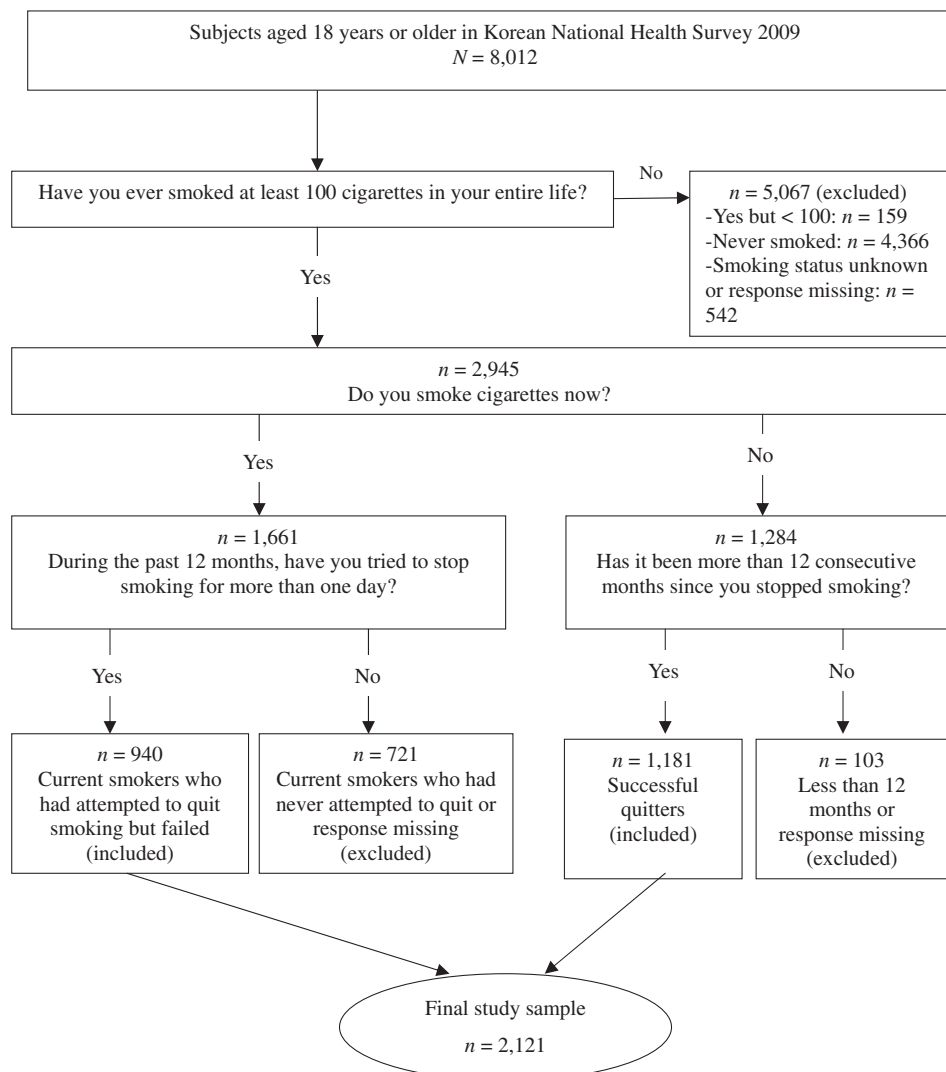 Subjects aged 18 years or older in Korean National Health Survey 2009
N = 8,012
Have you ever smoked at least 100 cigarettes in your entire life?
No
n = 5,067 (excluded)
-Yes but < 100: n = 159
-Never smoked: n = 4,366
-Smoking status unknown
or response missing: n =
542
Yes
n = 2,945
Do you smoke cigarettes now?
Yes
No
n = 1,661
During the past 12 months, have you tried to stop
smoking for more than one day?
n = 1,284
Has it been more than 12 consecutive
months since you stopped smoking?
Yes
No
Yes
No
n = 940
Current smokers who
had attempted to quit
smoking but failed
(included)
n = 721
Current smokers who had
never attempted to quit or
response missing
(excluded)
n = 1,181
Successful
quitters
(included)
n = 103
Less than 12
months or
response missing
(excluded)
Final study sample
n = 2,121